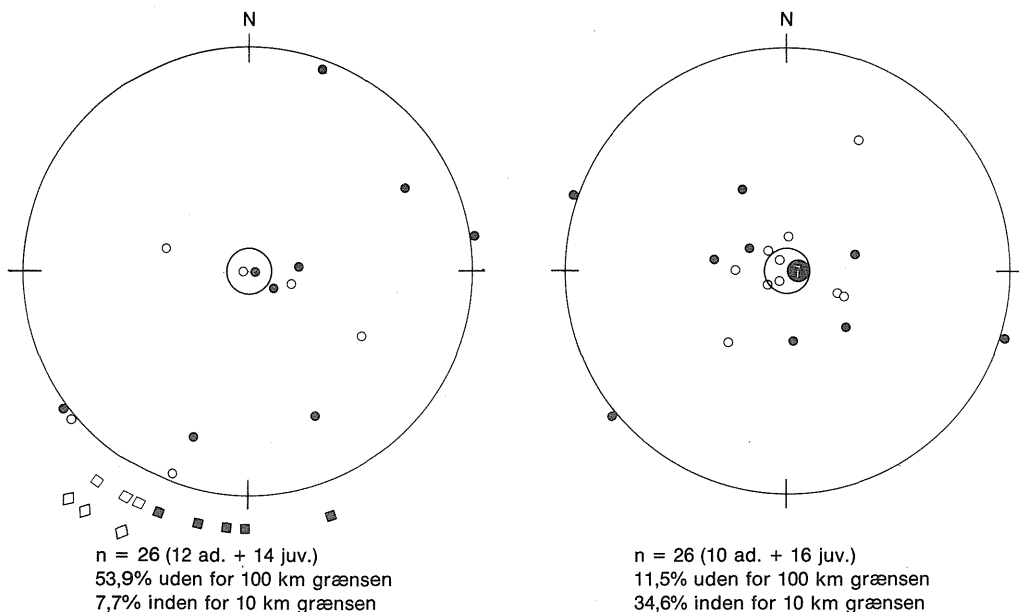 N
n = 26 (12 ad. + 14 juv.)
53,9% uden for 100 km grænsen
7,7% inden for 10 km grænsen
N
7
n = 26 (10 ad. + 16 juv.)
11,5% uden for 100 km grænsen
34,6% inden for 10 km grænsen